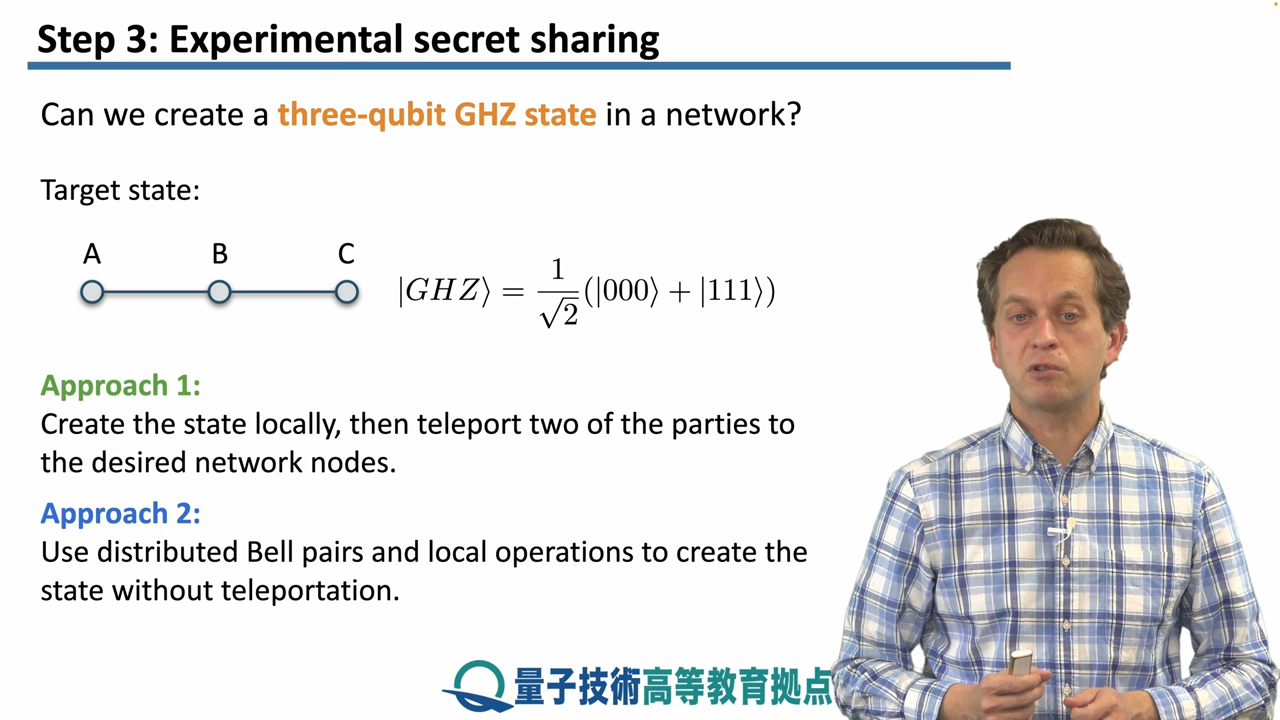 Step 3: Experimental secret sharing
Can we create a three-qubit GHZ state in a network?
Target state:
A B C
|GHZ⟩ = 1/√2 (|000⟩ + |111⟩)
Approach 1:
Create the state locally, then teleport two of the parties to
the desired network nodes.
Approach 2:
Use distributed Bell pairs and local operations to create the
state without teleportation.
量子技術高等教育拠点